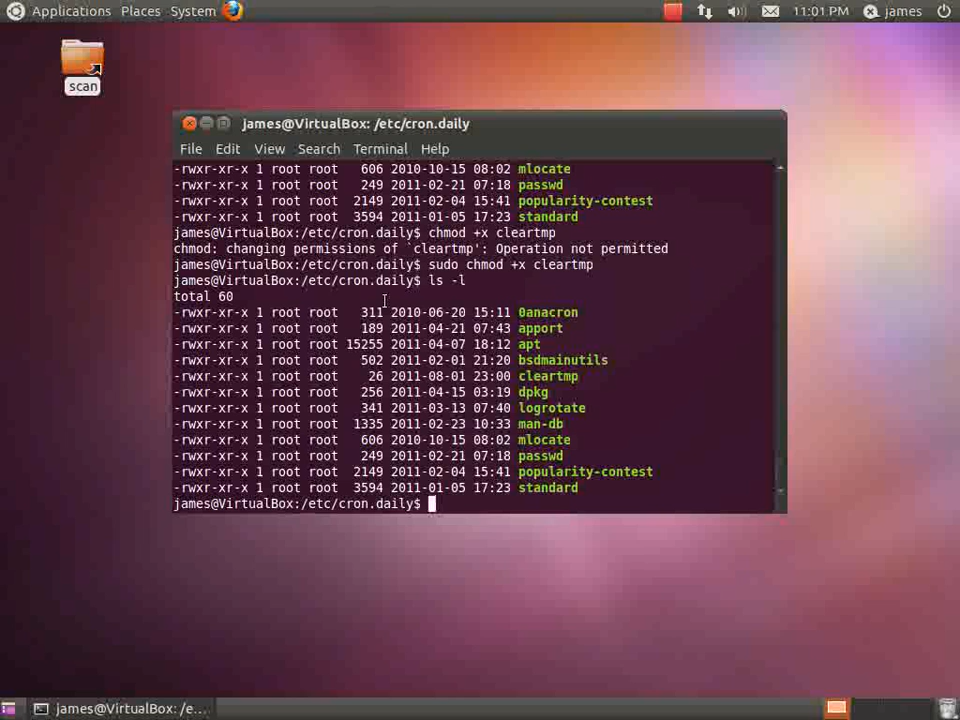 Applications Places System 11:01 PM james
scan
james@VirtualBox: /etc/cron.daily
File Edit View Search Terminal Help
-rwxr-xr-x 1 root root   606 2010-10-15 08:02 mlocate
-rwxr-xr-x 1 root root   249 2011-02-21 07:18 passwd
-rwxr-xr-x 1 root root  2149 2011-02-04 15:41 popularity-contest
-rwxr-xr-x 1 root root  3594 2011-01-05 17:23 standard
james@VirtualBox:/etc/cron.daily$ chmod +x cleartmp
chmod: changing permissions of `cleartmp': Operation not permitted
james@VirtualBox:/etc/cron.daily$ sudo chmod +x cleartmp
james@VirtualBox:/etc/cron.daily$ ls -l
total 60
-rwxr-xr-x 1 root root   311 2010-06-20 15:11 0anacron
-rwxr-xr-x 1 root root   189 2011-04-21 07:43 apport
-rwxr-xr-x 1 root root 15255 2011-04-07 18:12 apt
-rwxr-xr-x 1 root root   502 2011-02-01 21:20 bsdmainutils
-rwxr-xr-x 1 root root    26 2011-08-01 23:00 cleartmp
-rwxr-xr-x 1 root root   256 2011-04-15 03:19 dpkg
-rwxr-xr-x 1 root root   341 2011-03-13 07:40 logrotate
-rwxr-xr-x 1 root root  1335 2011-02-23 10:33 man-db
-rwxr-xr-x 1 root root   606 2010-10-15 08:02 mlocate
-rwxr-xr-x 1 root root   249 2011-02-21 07:18 passwd
-rwxr-xr-x 1 root root  2149 2011-02-04 15:41 popularity-contest
-rwxr-xr-x 1 root root  3594 2011-01-05 17:23 standard
james@VirtualBox:/etc/cron.daily$
james@VirtualBox: /e...